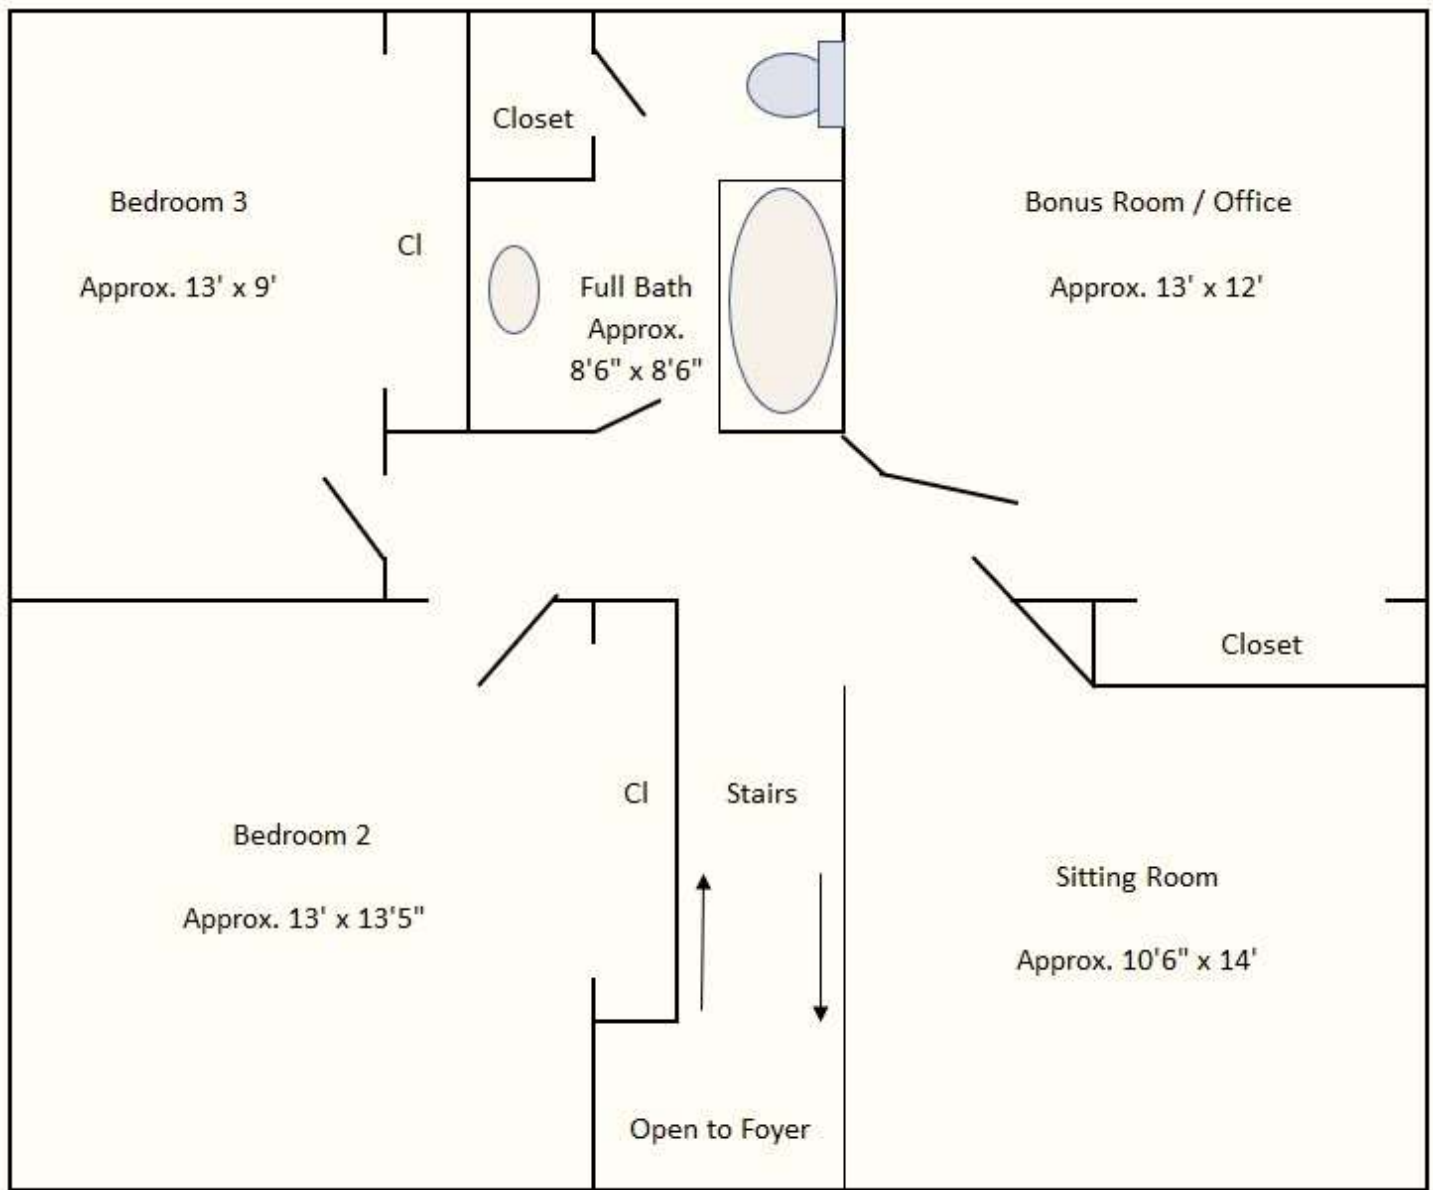 Closet
Bedroom 3
Approx. 13' x 9'
Cl
Full Bath
Approx.
8'6" x 8'6"
Bonus Room / Office
Approx. 13' x 12'
Closet
Bedroom 2
Approx. 13' x 13'5"
Cl
Stairs
Sitting Room
Approx. 10'6" x 14'
Open to Foyer